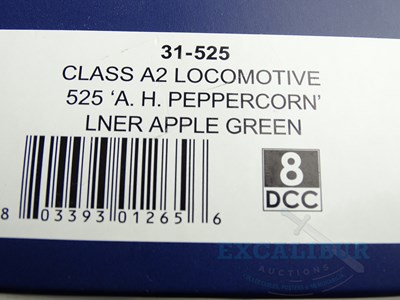 31-525
CLASS A2 LOCOMOTIVE
525 ‘A. H. PEPPERCORN’
LNER APPLE GREEN
8 DCC
8 03393 01265 6
EXCALIBUR
AUCTIONS